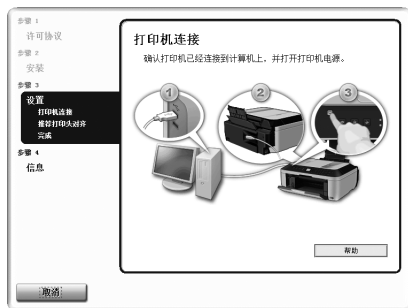 步骤 1
许可协议
步骤 2
安装
步骤 3
设置
打印机连接
推荐打印头对齐
完成
步骤 4
信息
打印机连接
确认打印机已经连接到计算机上，并打开打印机电源。
1
2
3
帮助
取消